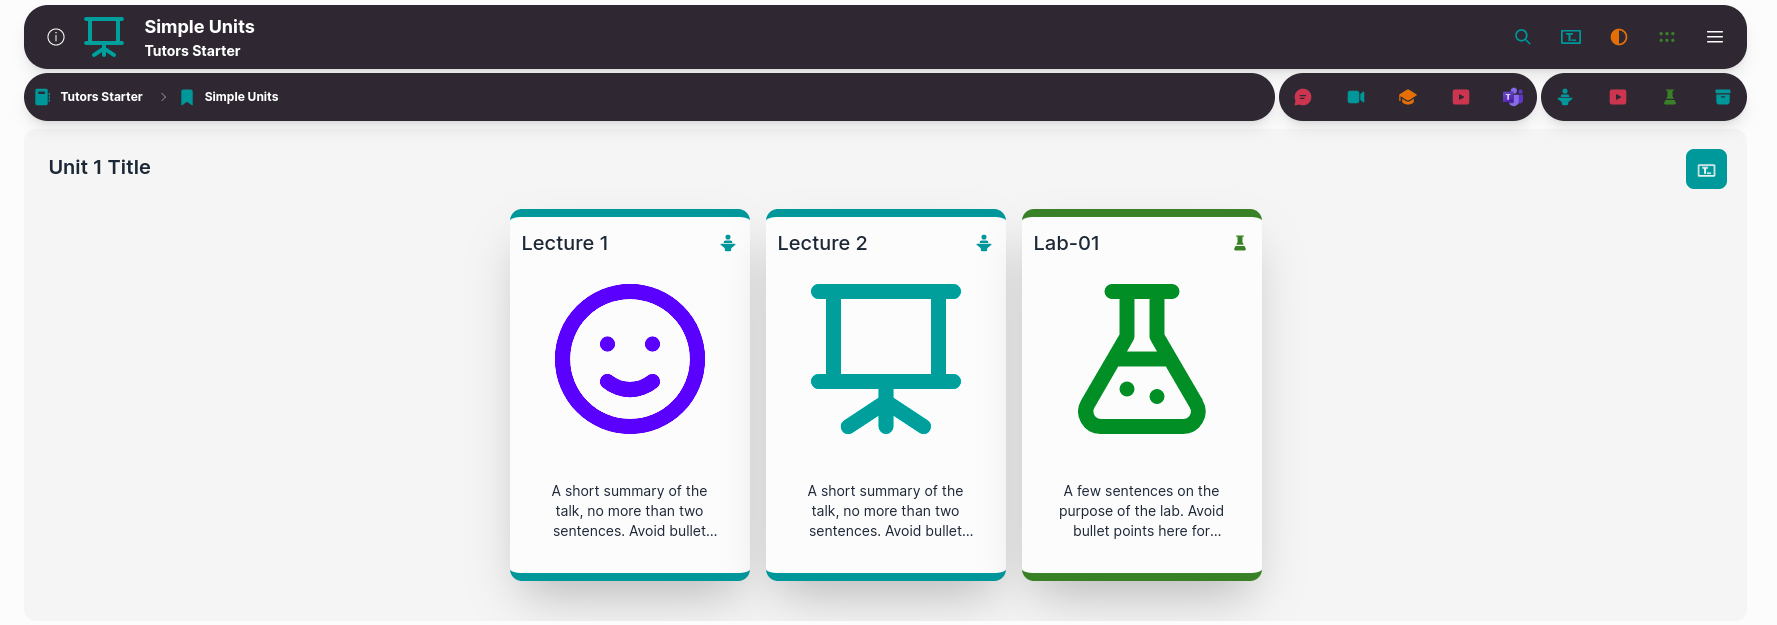 Simple Units
Tutors Starter
Tutors Starter
Simple Units
Unit 1 Title
Lecture 1
A short summary of the
talk, no more than two
sentences. Avoid bullet...
Lecture 2
A short summary of the
talk, no more than two
sentences. Avoid bullet...
Lab-01
A few sentences on the
purpose of the lab. Avoid
bullet points here for...